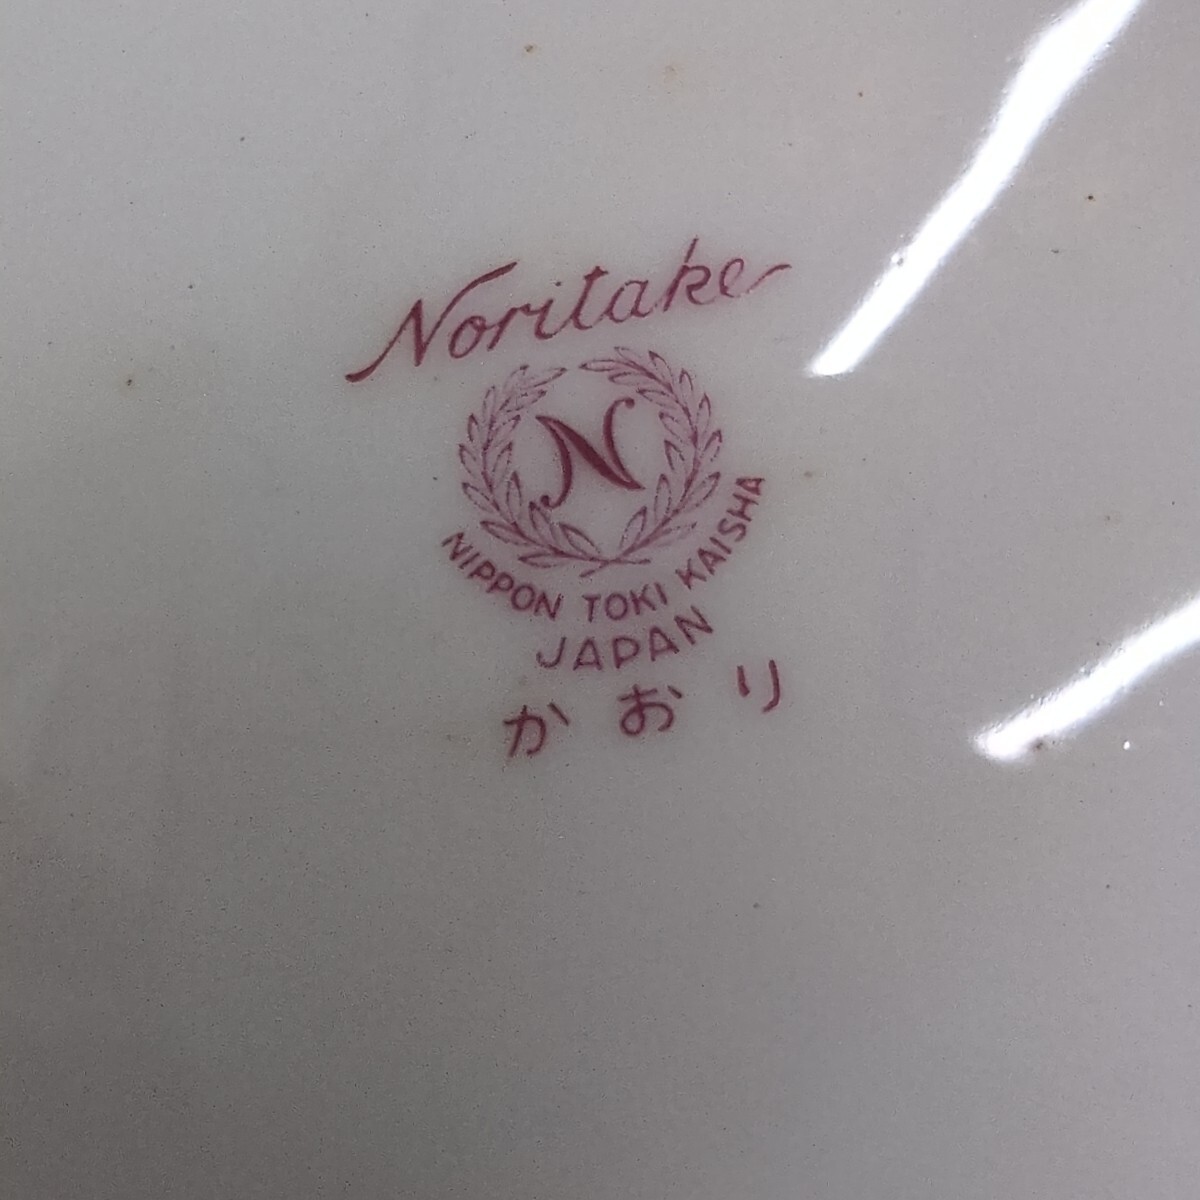 Noritake
N
NIPPON TOKI KAISHA
JAPAN
かおり